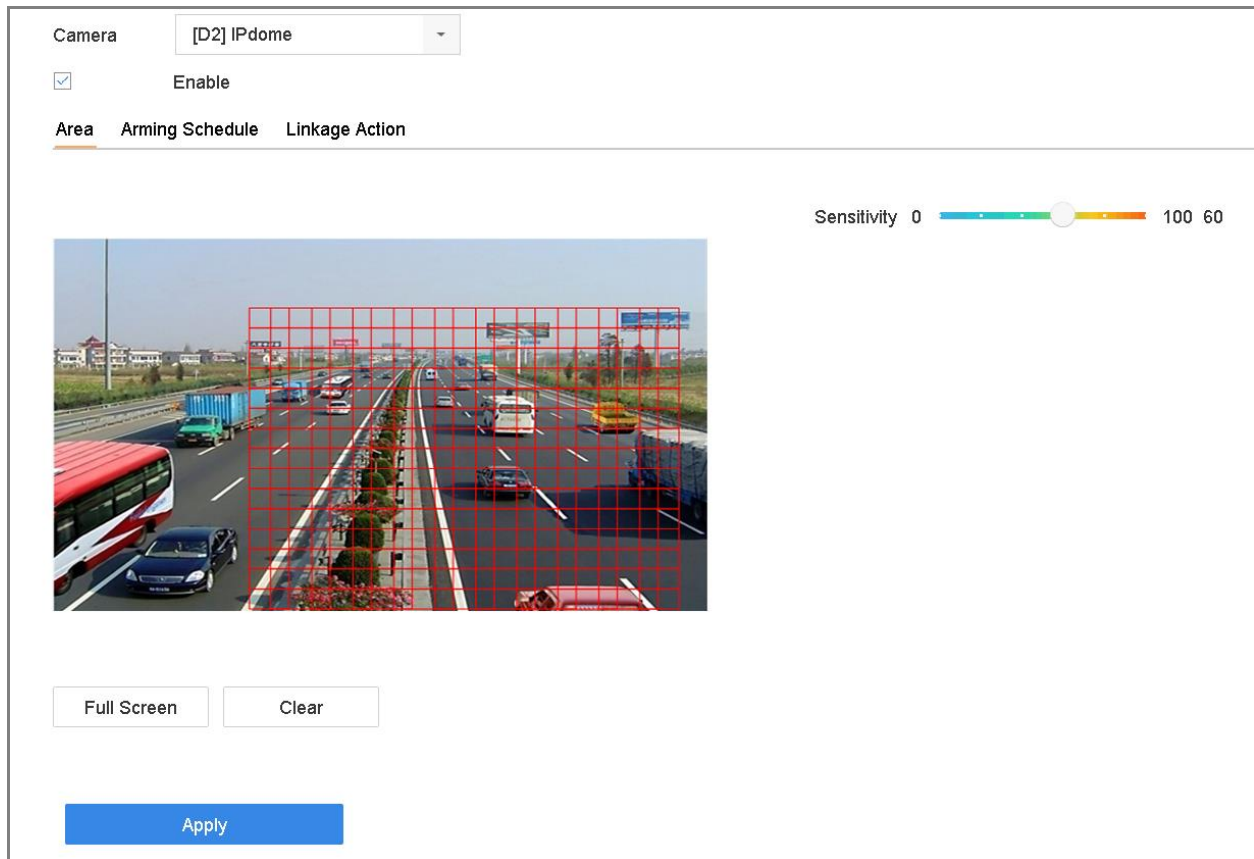 Camera [D2] IPdome
Enable
Area Arming Schedule Linkage Action
Sensitivity 0 100 60
Full Screen Clear
Apply